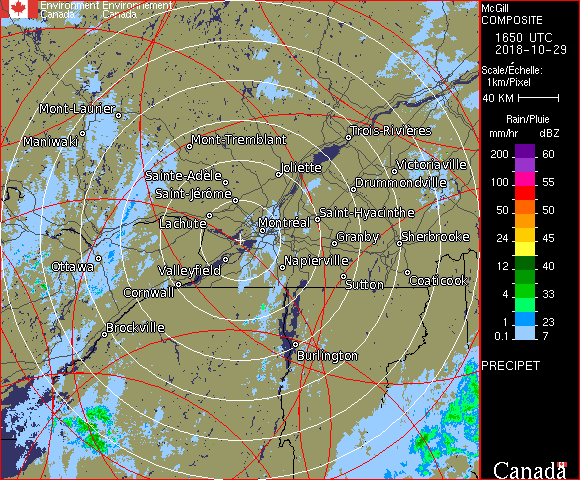 Environment Environnement
Canada Canada
McGill
COMPOSITE
1650 UTC
2018-10-29
Scale/Échelle:
1km/Pixel
40 KM
Rain/Pluie
mm/hr dBZ
200 60
100 55
50 50
24 45
12 40
4 33
1 23
0.1 7
PRECIPET
Canada
Mont-Laurier
Maniwaki
Mont-Tremblant
Trois-Rivières
Sainte-Adèle
Joliette
Victoriaville
Saint-Jérôme
Drummondville
Lachute
Montréal
Saint-Hyacinthe
Granby
Sherbrooke
Ottawa
Valleyfield
Napierville
Cornwall
Sutton
Coaticook
Brockville
Burlington